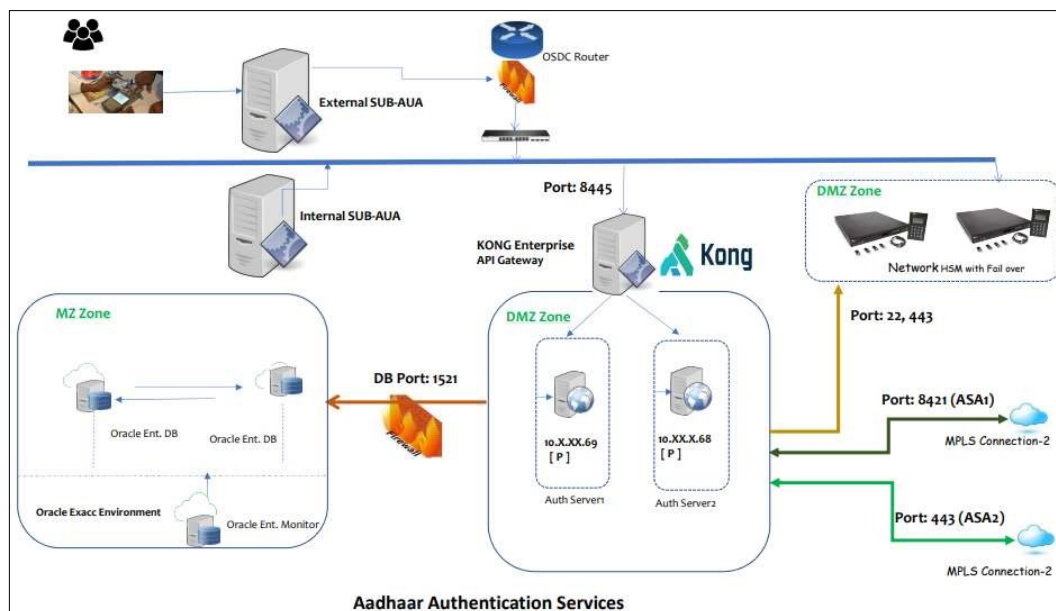 OSDC Router
Firewall
External SUB-AUA
Internal SUB-AUA
Port: 8445
KONG Enterprise
API Gateway
Kong
DMZ Zone
Network HSM with Fail over
Port: 22, 443
MZ Zone
Oracle Ent. DB
Oracle Ent. DB
Oracle Exacc Environment
Oracle Ent. Monitor
DB Port: 1521
Firewall
DMZ Zone
10.X.XX.69
[ P ]
Auth Server1
10.XX.X.68
[ P ]
Auth Server2
Port: 8421 (ASA1)
MPLS Connection-2
Port: 443 (ASA2)
MPLS Connection-2
Aadhaar Authentication Services